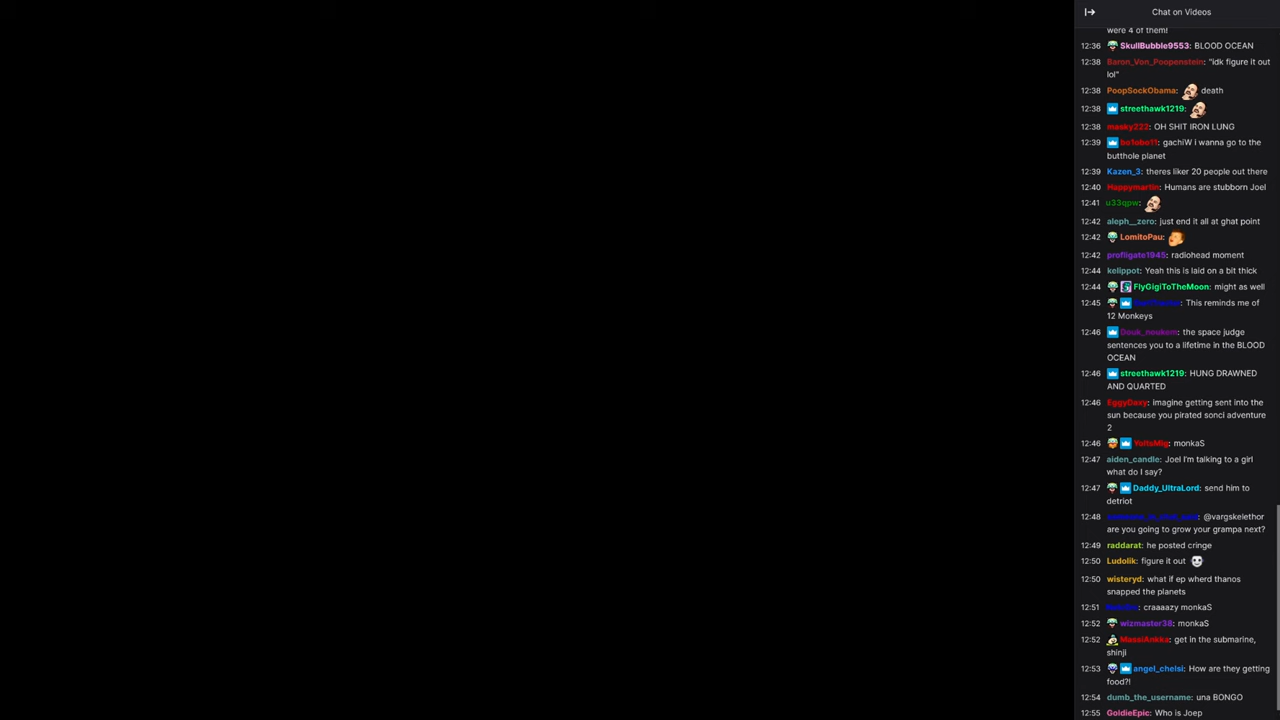 Chat on Videos
were 4 of them!
12:36 SkullBubble9553: BLOOD OCEAN
12:38 Baron_Von_Poopenstein: "idk figure it out
lol"
12:38 PoopSockObama: death
12:38 streethawk1219:
12:38 masky222: OH SHIT IRON LUNG
12:39 bo1obo11: gachiW i wanna go to the
butthole planet
12:39 Kazen_3: theres liker 20 people out there
12:40 Happymartin: Humans are stubborn Joel
12:41 u33qpw:
12:42 aleph__zero: just end it all at ghat point
12:42 LomitoPau:
12:42 profligate1945: radiohead moment
12:44 kelippot: Yeah this is laid on a bit thick
12:44 FlyGigiToTheMoon: might as well
12:45 : This reminds me of
12 Monkeys
12:46 Douk_noukem: the space judge
sentences you to a lifetime in the BLOOD
OCEAN
12:46 streethawk1219: HUNG DRAWNED
AND QUARTED
12:46 EggyDaxy: imagine getting sent into the
sun because you pirated sonci adventure
2
12:46 YoItsMig: monkaS
12:47 aiden_candle: Joel I'm talking to a girl
what do I say?
12:47 Daddy_UltraLord: send him to
detriot
12:48 : @vargskelethor
are you going to grow your grampa next?
12:49 raddarat: he posted cringe
12:50 Ludolik: figure it out
12:50 wisteryd: what if ep wherd thanos
snapped the planets
12:51 : craaaazy monkaS
12:52 wizmaster38: monkaS
12:52 MassiAnkka: get in the submarine,
shinji
12:53 angel_chelsi: How are they getting
food?!
12:54 dumb_the_username: una BONGO
12:55 GoldieEpic: Who is Joep